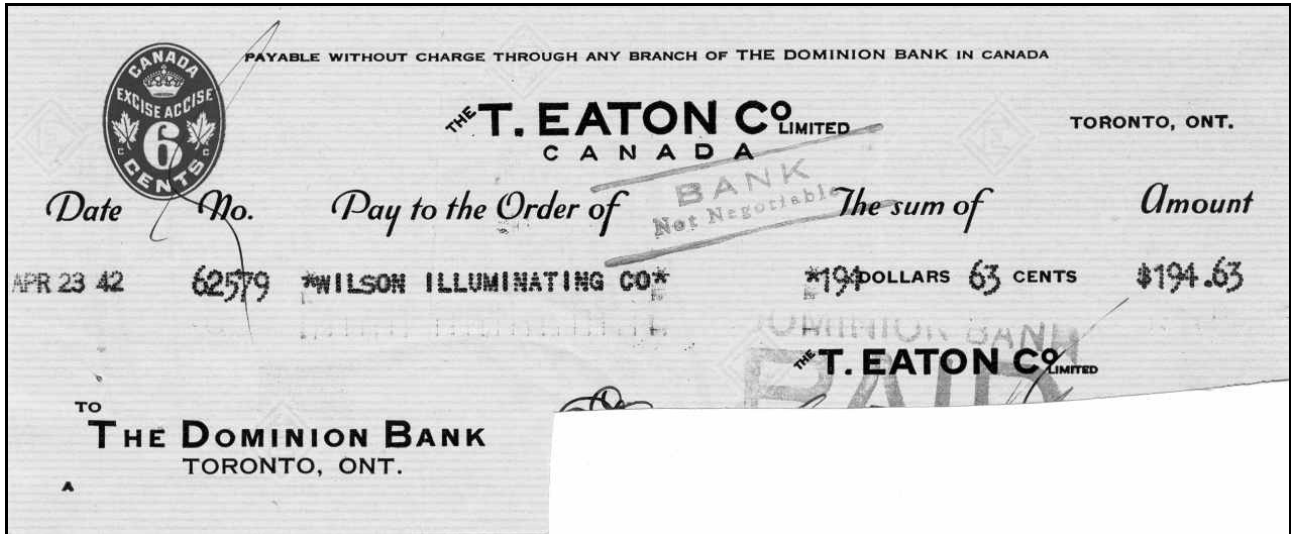 PAYABLE WITHOUT CHARGE THROUGH ANY BRANCH OF THE DOMINION BANK IN CANADA
CANADA
EXCISE ACCISE
6
C C
CENTS
THE T. EATON Co LIMITED
CANADA
TORONTO, ONT.
BANK
Not Negotiable
Date No. Pay to the Order of The sum of Amount
APR 23 42 62579 *WILSON ILLUMINATING CO* *194 DOLLARS 63 CENTS $194.63
DOMINION BANK
PAID
THE T. EATON Co LIMITED
TO
THE DOMINION BANK
TORONTO, ONT.
A